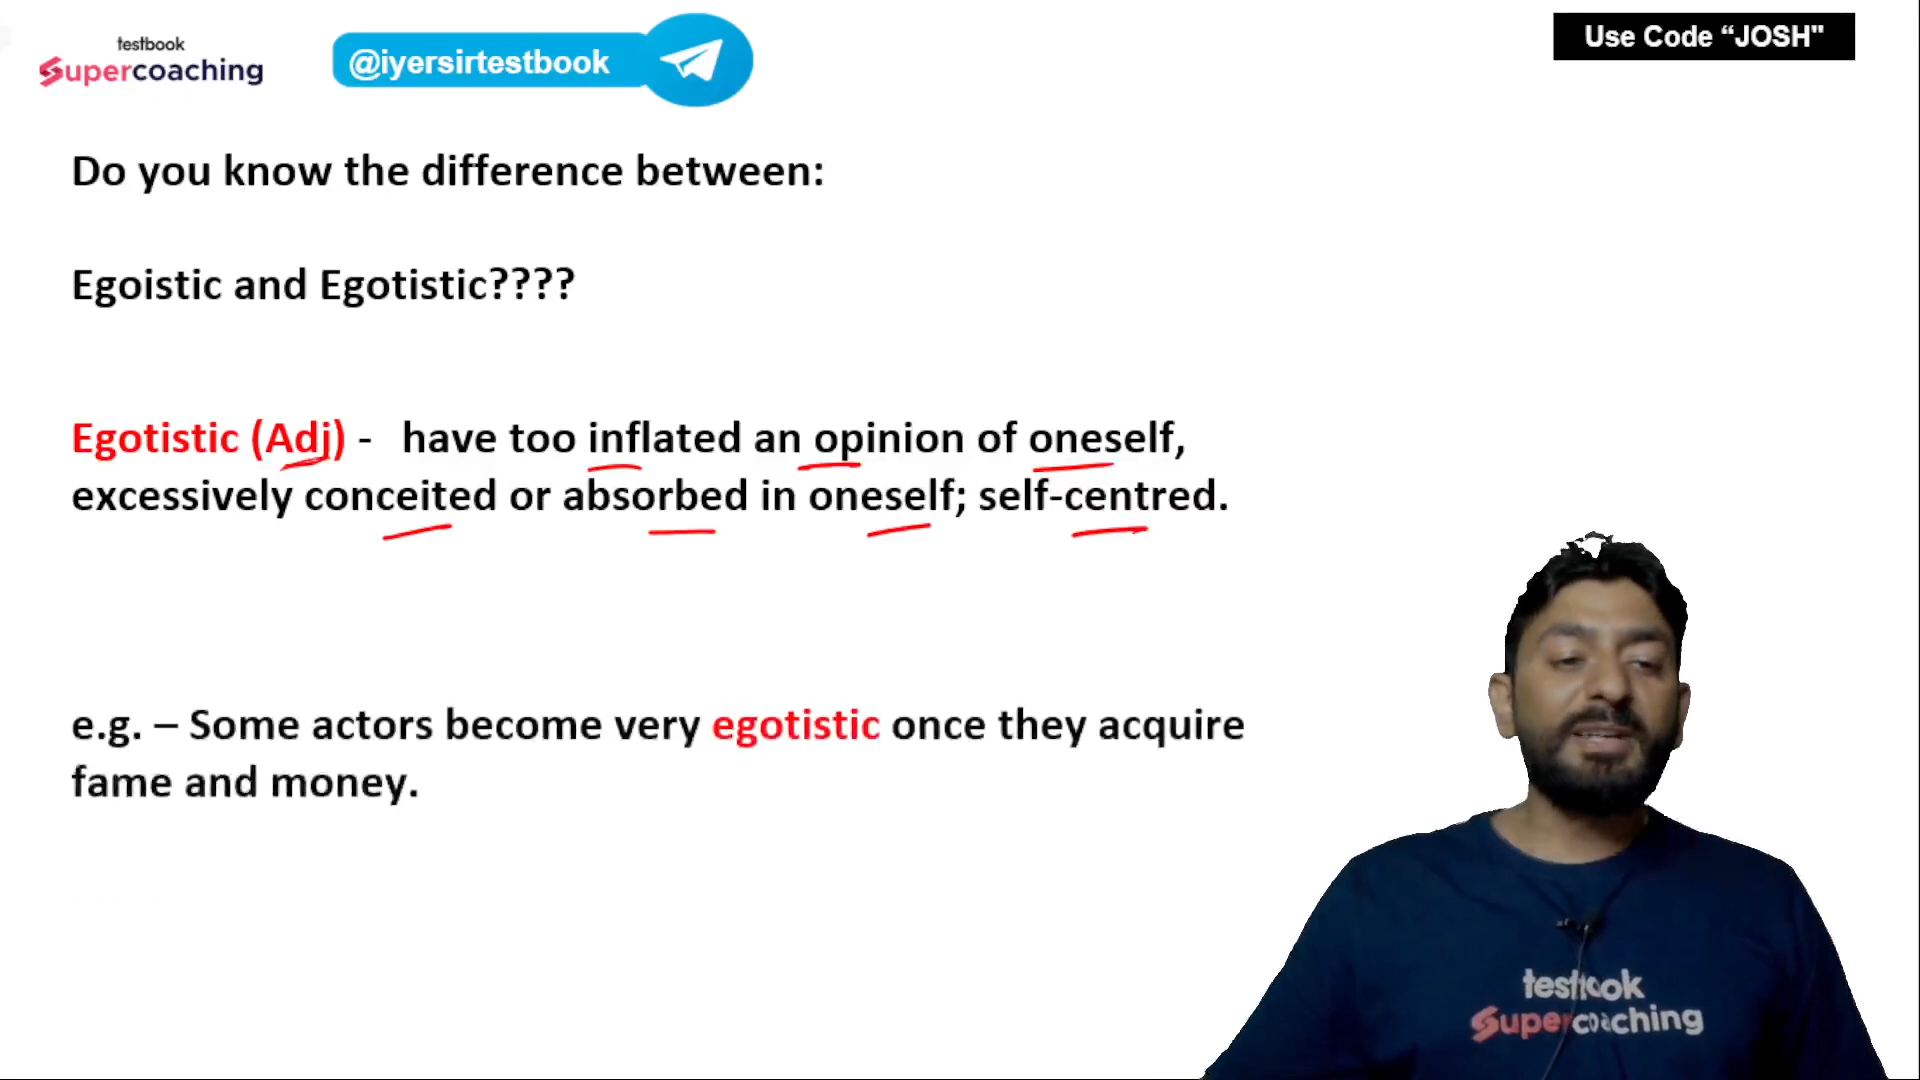 testbook
Supercoaching
@iyersirtestbook
Use Code “JOSH"
Do you know the difference between:
Egoistic and Egotistic????
Egotistic (Adj) - have too inflated an opinion of oneself,
excessively conceited or absorbed in oneself; self-centred.
e.g. – Some actors become very egotistic once they acquire
fame and money.
testbook
Supercoaching